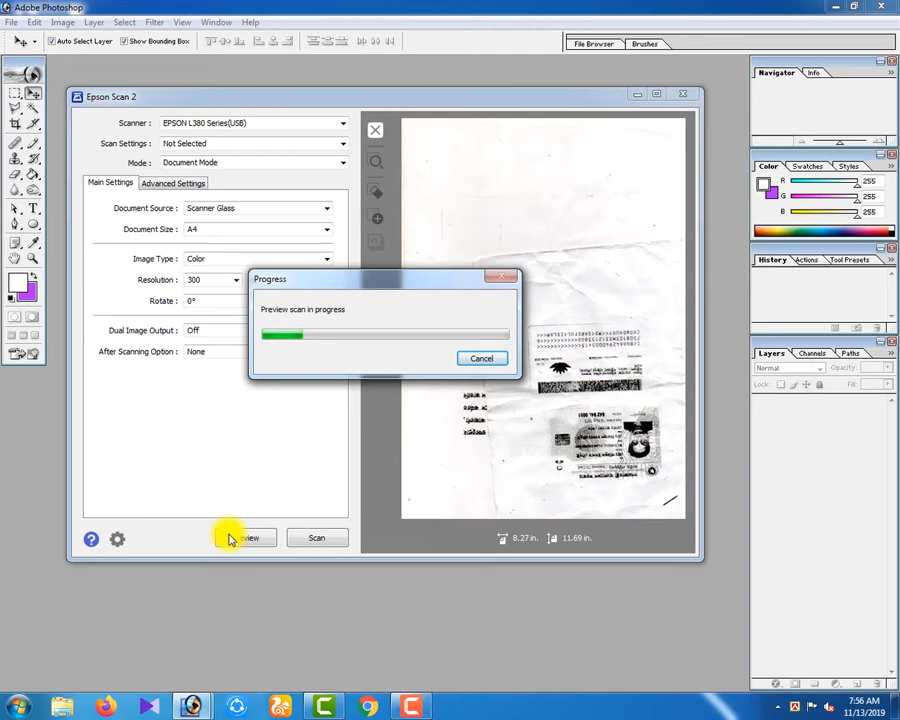 Adobe Photoshop
File Edit Image Layer Select Filter View Window Help
Auto Select Layer Show Bounding Box
File Browser Brushes
Navigator Info
Epson Scan 2
Scanner : EPSON L380 Series(USB)
Scan Settings : Not Selected
Mode : Document Mode
Main Settings Advanced Settings
Document Source : Scanner Glass
Document Size : A4
Image Type : Color
Resolution : 300
Rotate : 0°
Dual Image Output : Off
After Scanning Option : None
Progress
Preview scan in progress
Cancel
Scan
8.27 in. 11.69 in.
Color Swatches Styles
R 255
G 255
B 255
History Actions Tool Presets
Layers Channels Paths
Normal Opacity:
Lock: Fill:
7:56 AM
11/13/2019